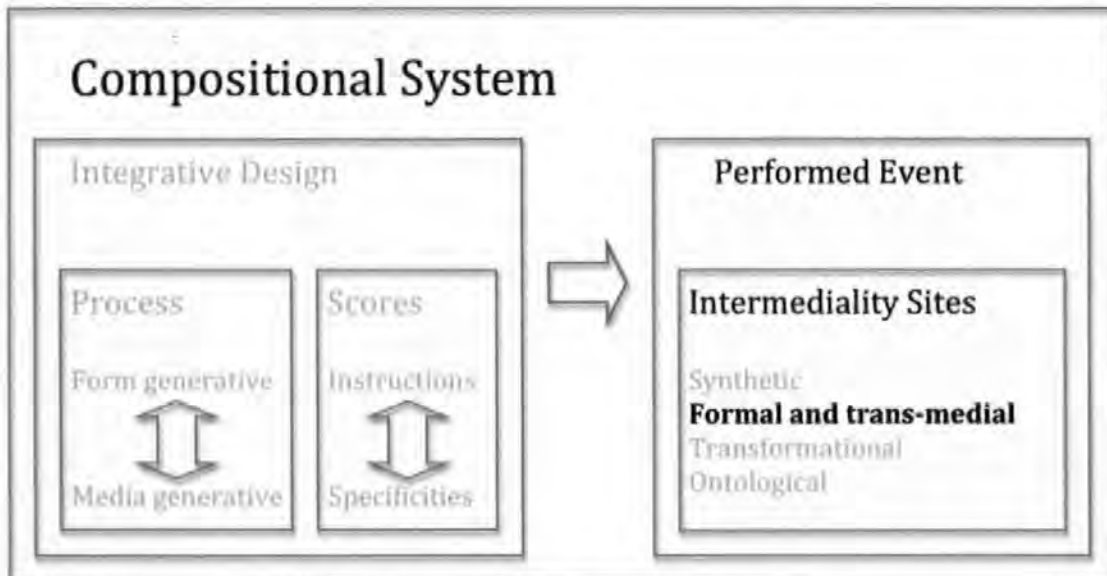 Compositional System
Integrative Design
Process
Form generative
Media generative
Scores
Instructions
Specificities
Performed Event
Intermediality Sites
Synthetic
Formal and trans-medial
Transformational
Ontological